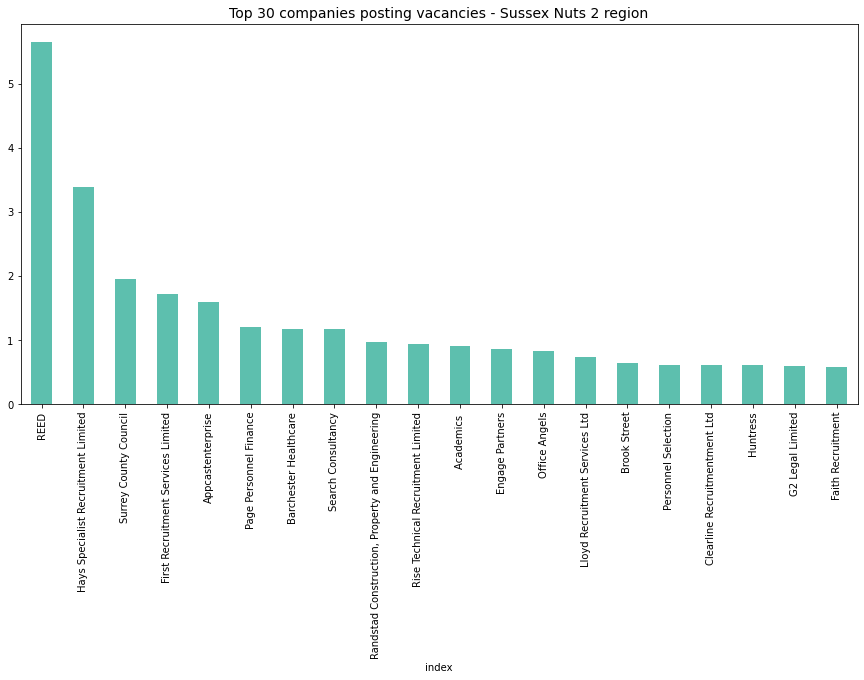 Top 30 companies posting vacancies - Sussex Nuts 2 region
5
4
3
2
1
0
REED
Hays Specialist Recruitment Limited
Surrey County Council
First Recruitment Services Limited
Appcastenterprise
Page Personnel Finance
Barchester Healthcare
Search Consultancy
Randstad Construction, Property and Engineering
Rise Technical Recruitment Limited
Academics
Engage Partners
Office Angels
Lloyd Recruitment Services Ltd
Brook Street
Personnel Selection
Clearline Recruitmentment Ltd
Huntress
G2 Legal Limited
Faith Recruitment
index